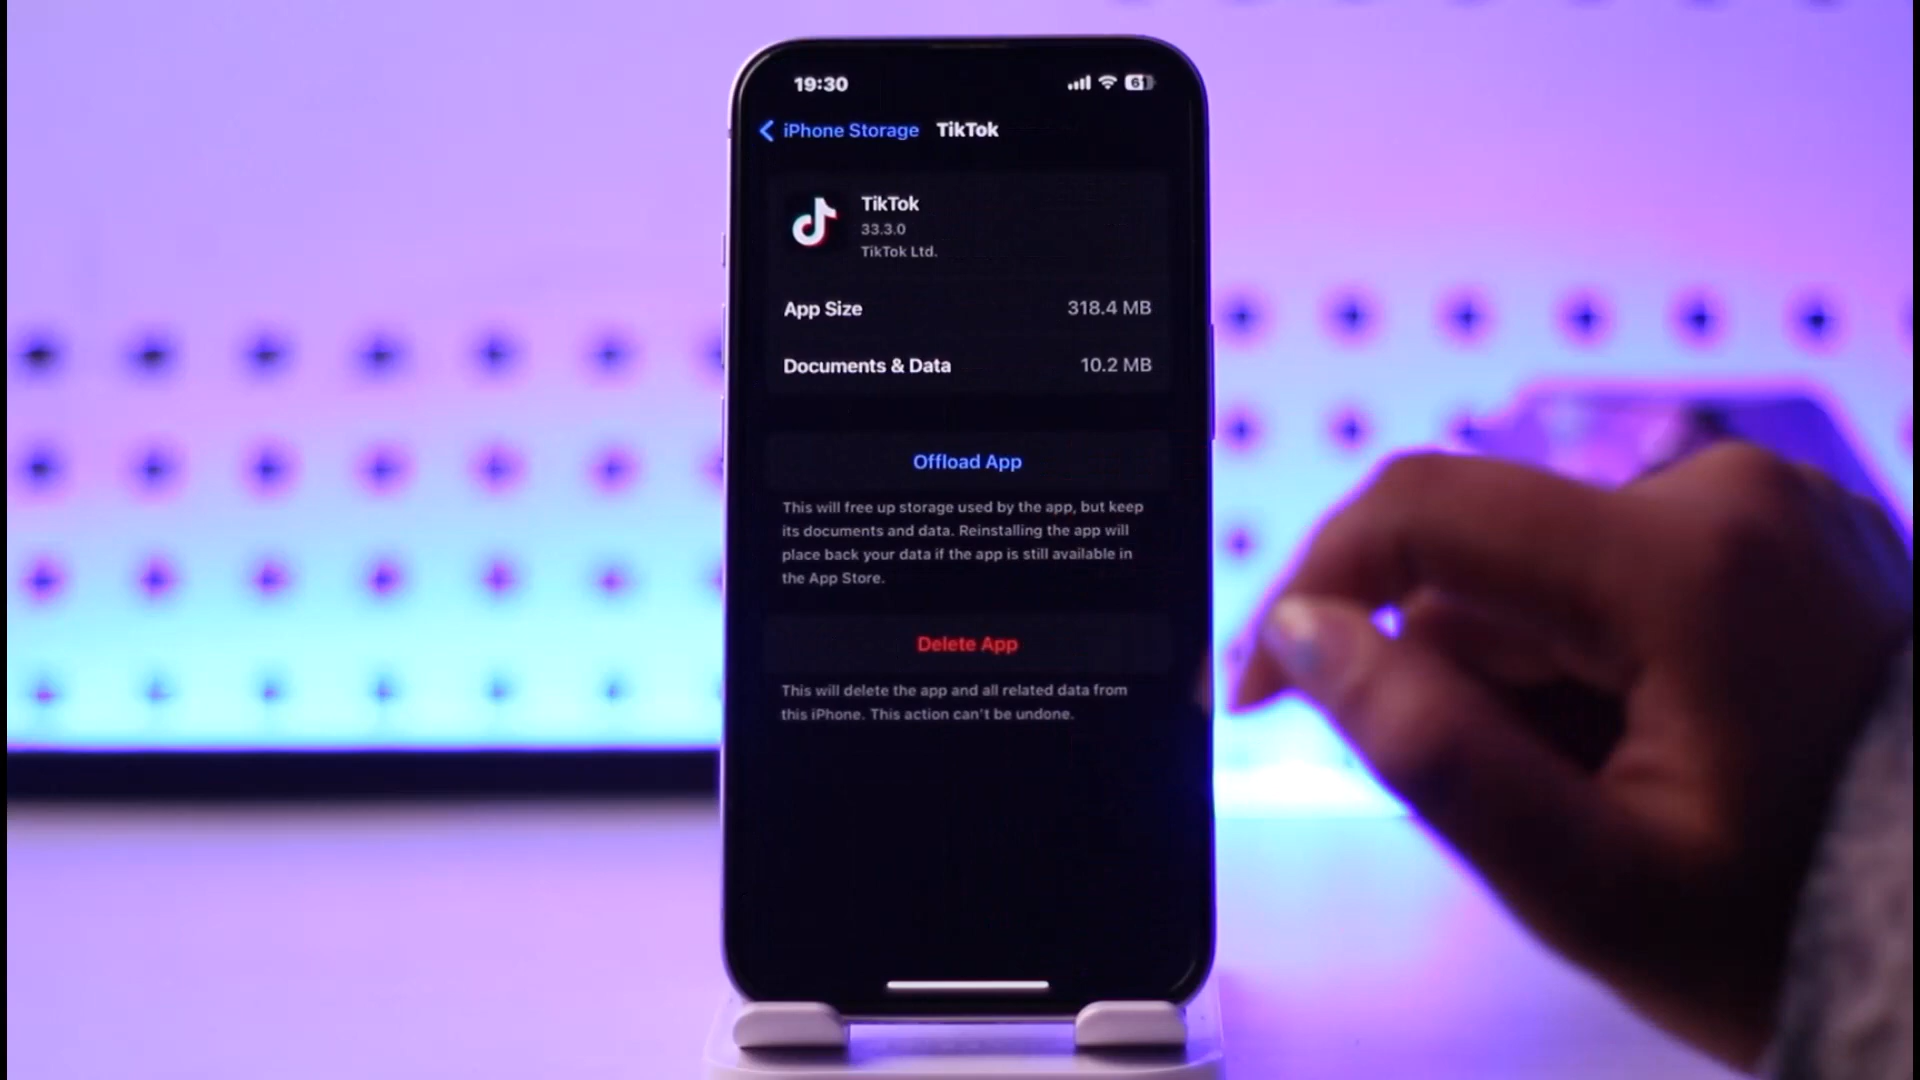 19:30
61
iPhone Storage TikTok
TikTok
33.3.0
TikTok Ltd.
App Size 318.4 MB
Documents & Data 10.2 MB
Offload App
This will free up storage used by the app, but keep
its documents and data. Reinstalling the app will
place back your data if the app is still available in
the App Store.
Delete App
This will delete the app and all related data from
this iPhone. This action can't be undone.